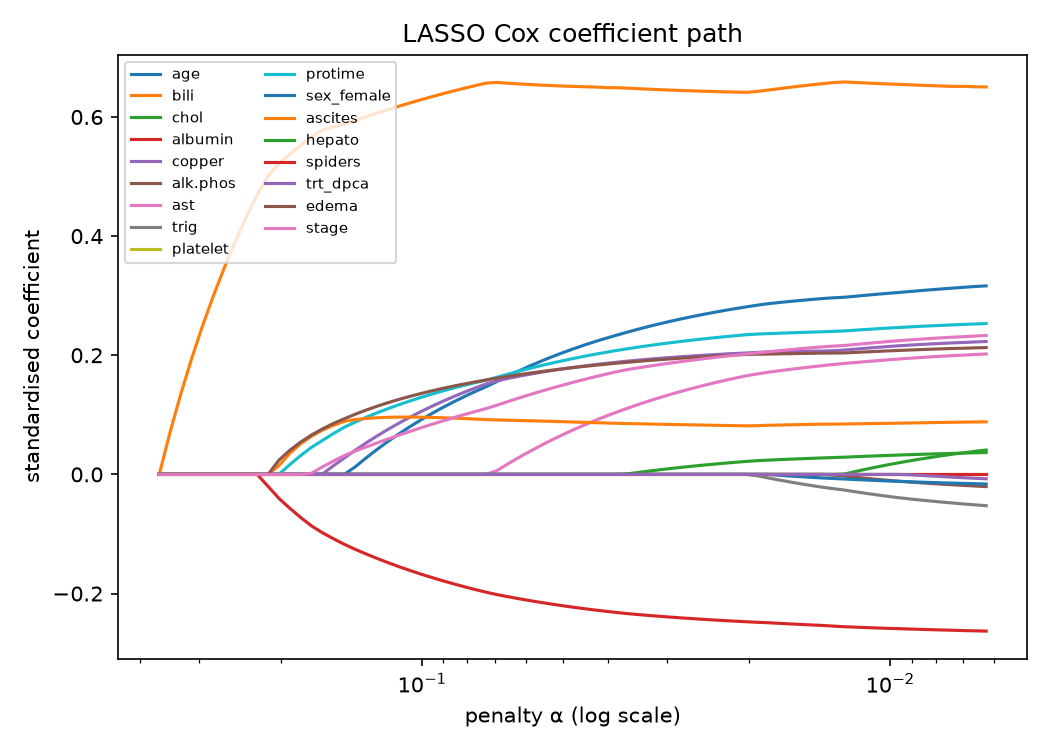 LASSO Cox coefficient path
age
bili
chol
albumin
copper
alk.phos
ast
trig
platelet
protime
sex_female
ascites
hepato
spiders
trt_dpca
edema
stage
standardised coefficient
0.6
0.4
0.2
0.0
−0.2
10⁻¹
10⁻²
penalty α (log scale)